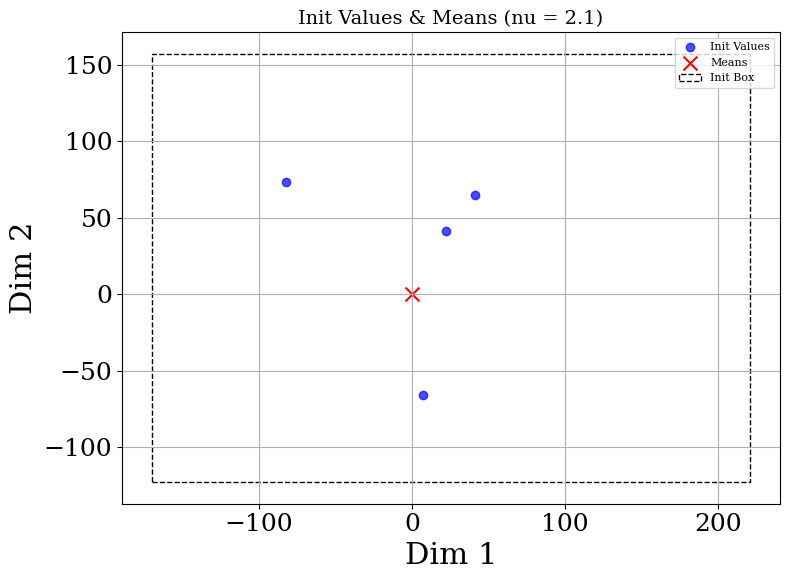 Init Values & Means (nu = 2.1)
Init Values
Means
Init Box
Dim 2
150
100
50
0
−50
−100
−100
0
100
200
Dim 1